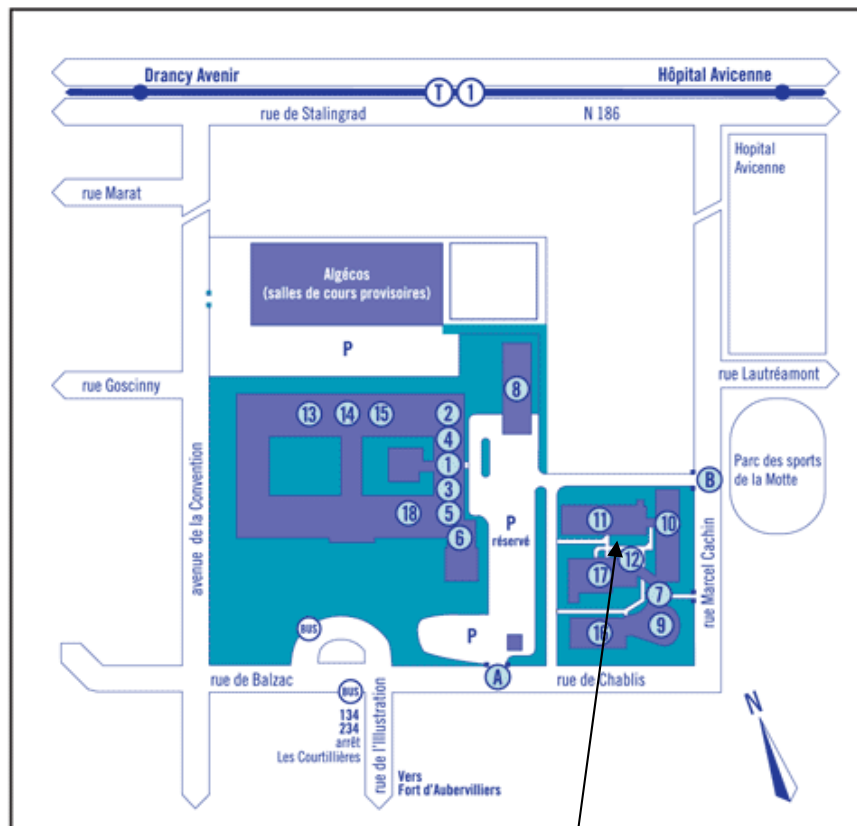 Drancy Avenir
Hôpital Avicenne
T 1
rue de Stalingrad
N 186
Hopital
Avicenne
rue Marat
Algécos
(salles de cours provisoires)
P
rue Goscinny
rue Lautréamont
8
13 14 15 2
4
1
3
18 5
6
avenue de la Convention
P
réservé
B
Parc des sports
de la Motte
11 10
12
17
7
16 9
rue Marcel Cachin
BUS
P
A
rue de Balzac
rue de Chablis
BUS
134
234
arrêt
Les Courtillières
rue de l'Illustration
Vers
Fort d'Aubervilliers
N